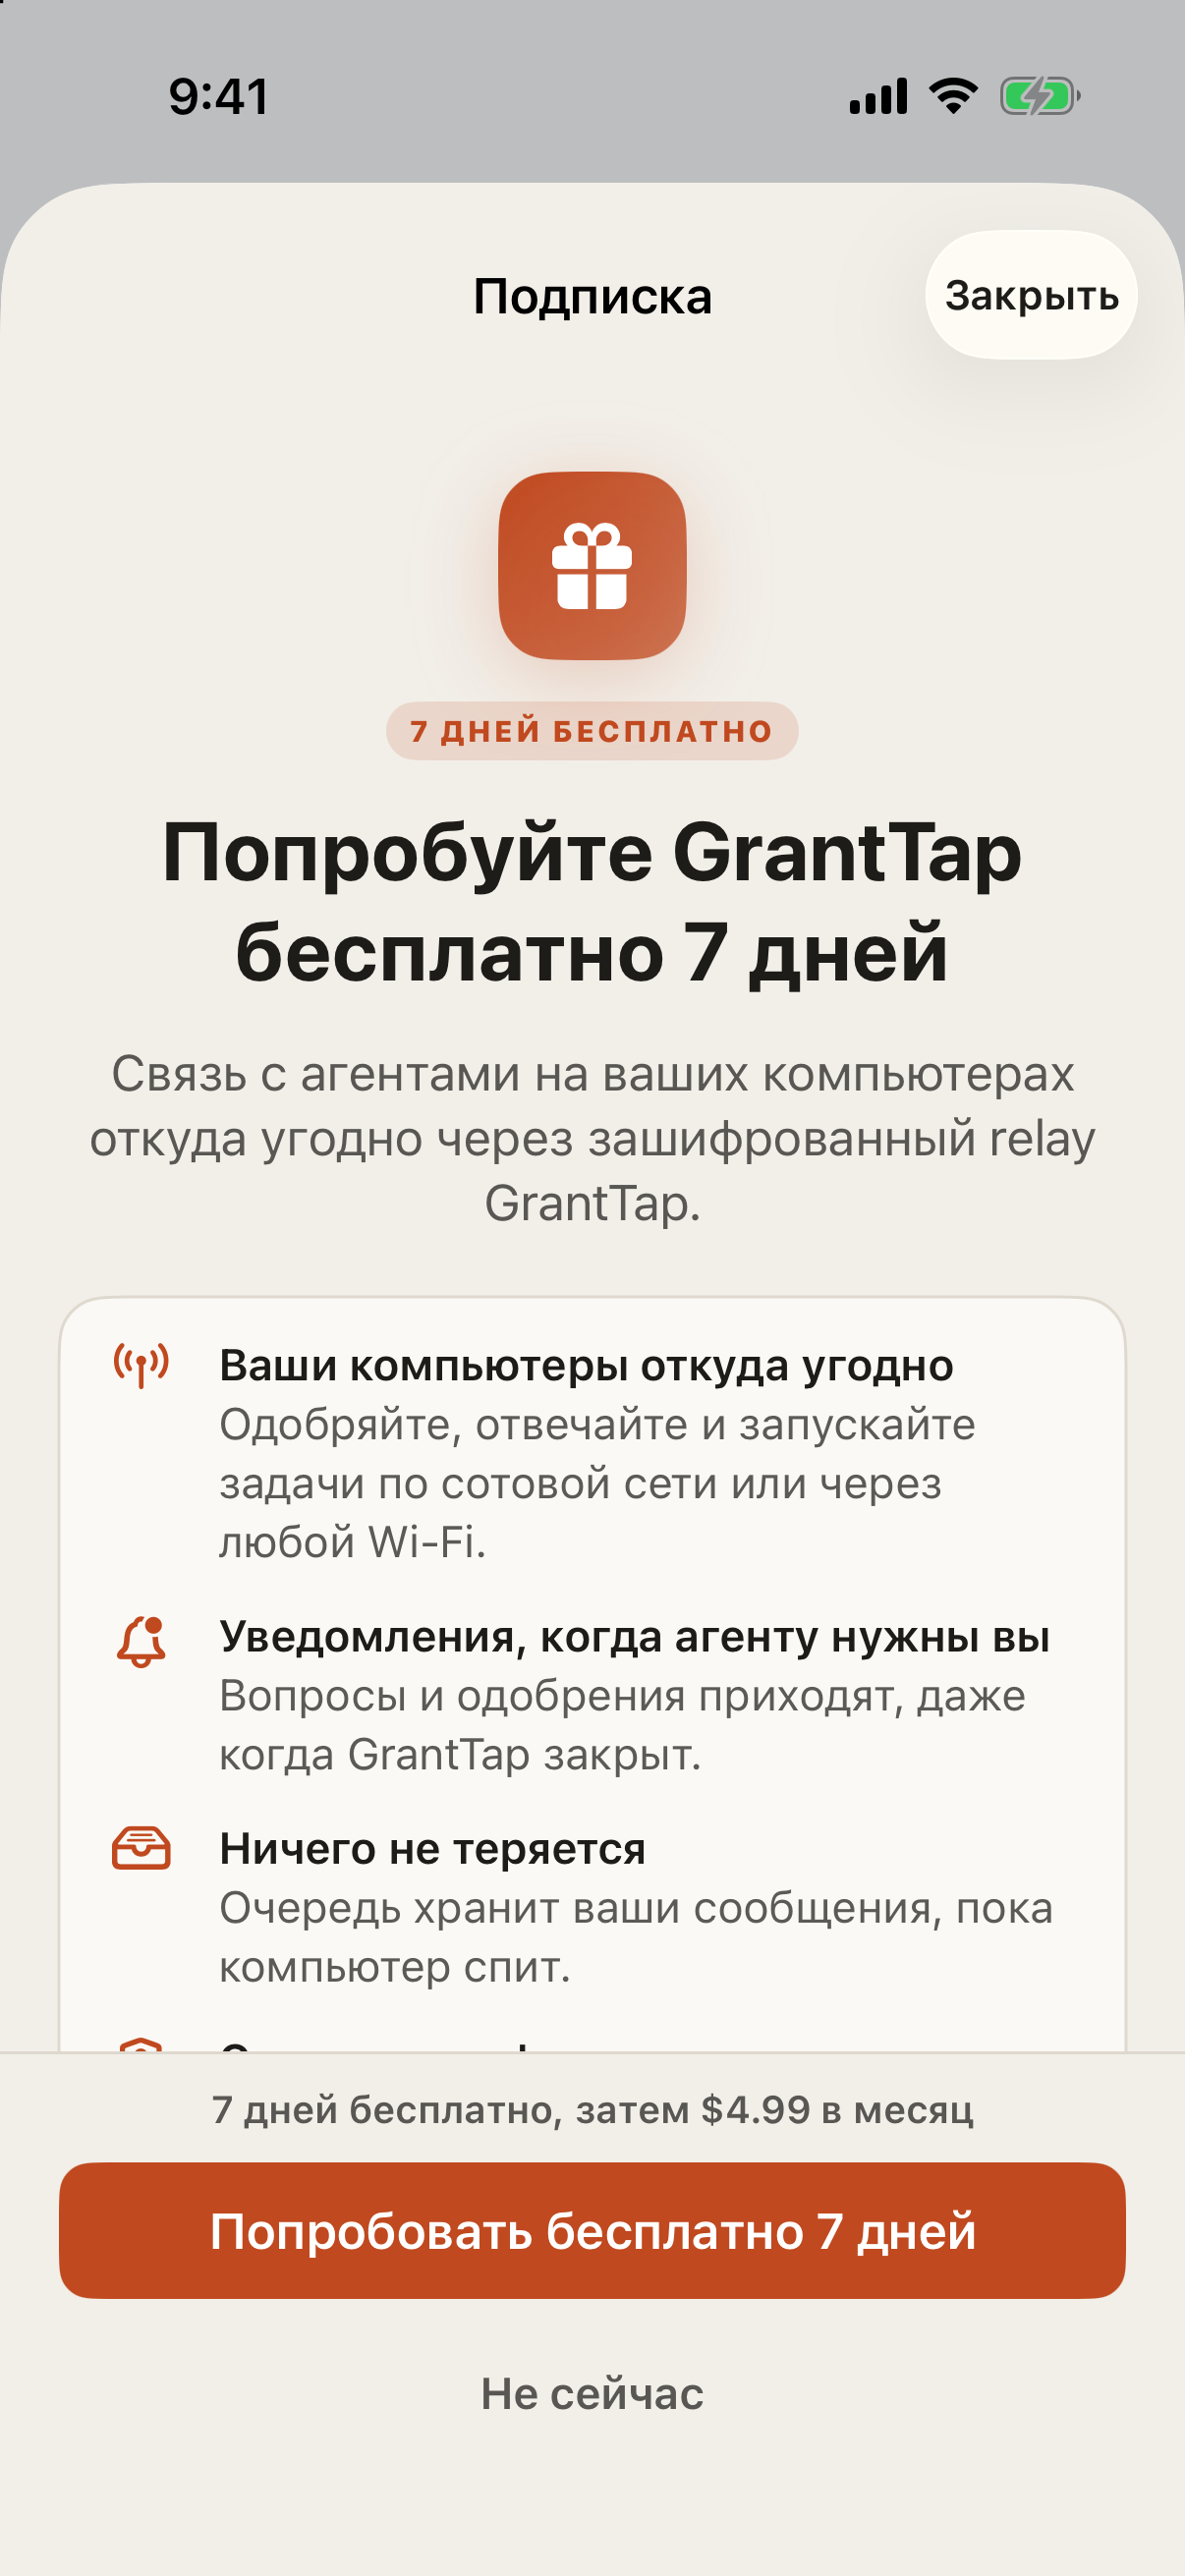 9:41
Подписка
Закрыть
7 ДНЕЙ БЕСПЛАТНО
Попробуйте GrantTap
бесплатно 7 дней
Связь с агентами на ваших компьютерах
откуда угодно через зашифрованный relay
GrantTap.
Ваши компьютеры откуда угодно
Одобряйте, отвечайте и запускайте
задачи по сотовой сети или через
любой Wi-Fi.
Уведомления, когда агенту нужны вы
Вопросы и одобрения приходят, даже
когда GrantTap закрыт.
Ничего не теряется
Очередь хранит ваши сообщения, пока
компьютер спит.
7 дней бесплатно, затем $4.99 в месяц
Попробовать бесплатно 7 дней
Не сейчас